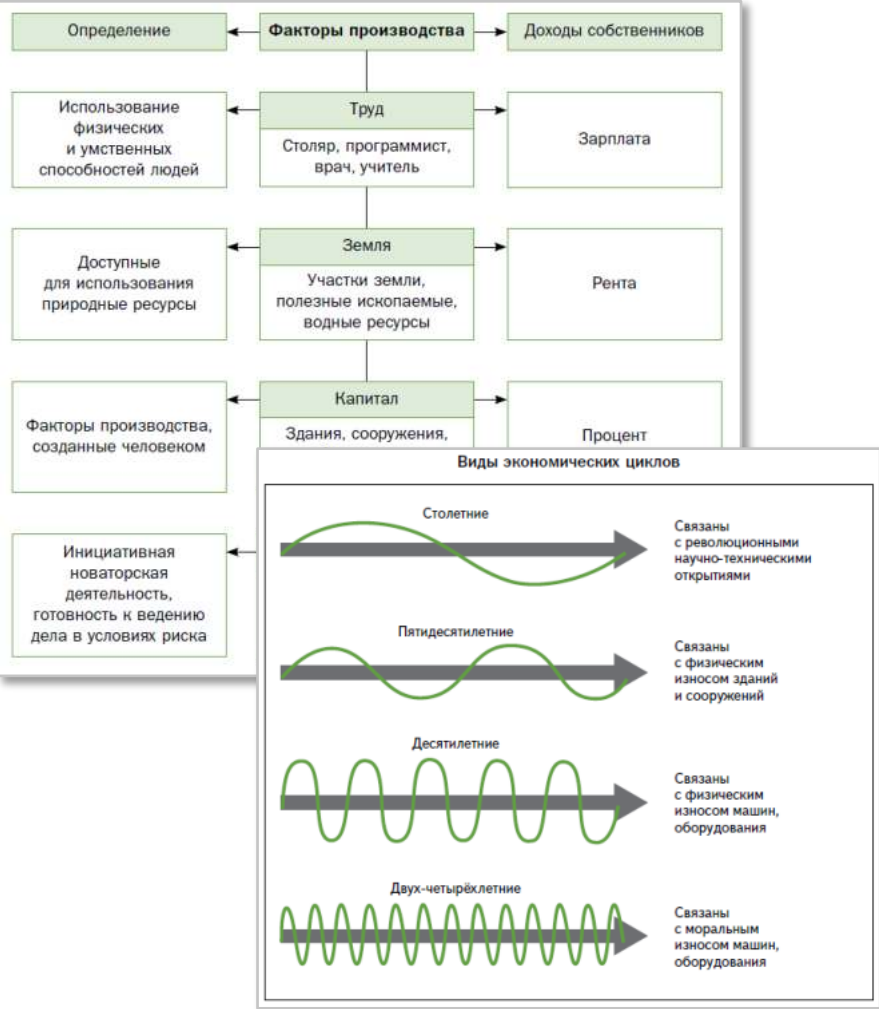 Определение
Факторы производства
Доходы собственников
Использование
физических
и умственных
способностей людей
Труд
Столяр, программист,
врач, учитель
Зарплата
Доступные
для использования
природные ресурсы
Земля
Участки земли,
полезные ископаемые,
водные ресурсы
Рента
Факторы производства,
созданные человеком
Капитал
Здания, сооружения,
Процент
Инициативная
новаторская
деятельность,
готовность к ведению
дела в условиях риска
Виды экономических циклов
Столетние
Связаны
с революционными
научно-техническими
открытиями
Пятидесятилетние
Связаны
с физическим
износом зданий
и сооружений
Десятилетние
Связаны
с физическим
износом машин,
оборудования
Двух-четырёхлетние
Связаны
с моральным
износом машин,
оборудования